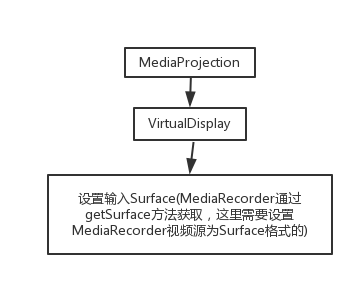 MediaProjection
VirtualDisplay
设置输入Surface(MediaRecorder通过
getSurface方法获取，这里需要设置
MediaRecorder视频源为Surface格式的)